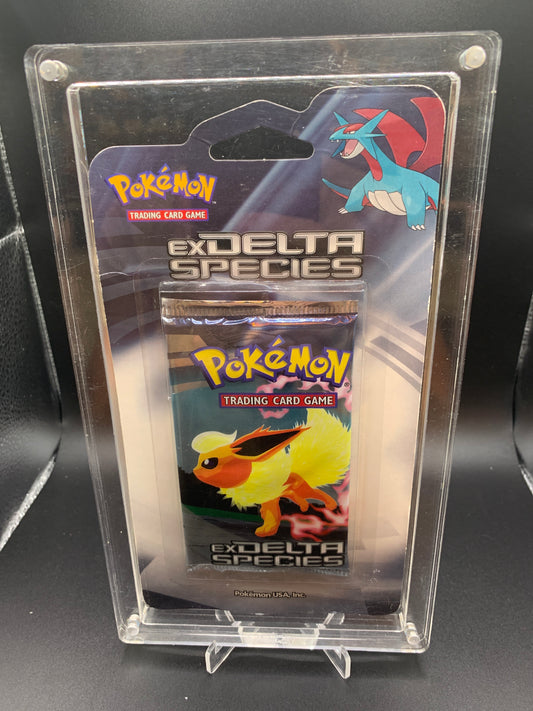 POKéMON
TRADING CARD GAME
EX DELTA
SPECIES
POKéMON
TRADING CARD GAME
EX DELTA
SPECIES
Pokémon USA, Inc.